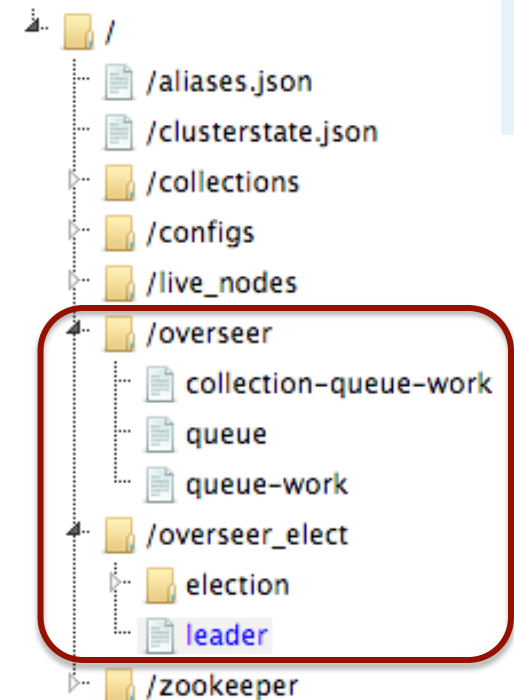 /
/aliases.json
/clusterstate.json
/collections
/configs
/live_nodes
/overseer
collection-queue-work
queue
queue-work
/overseer_elect
election
leader
/zookeeper